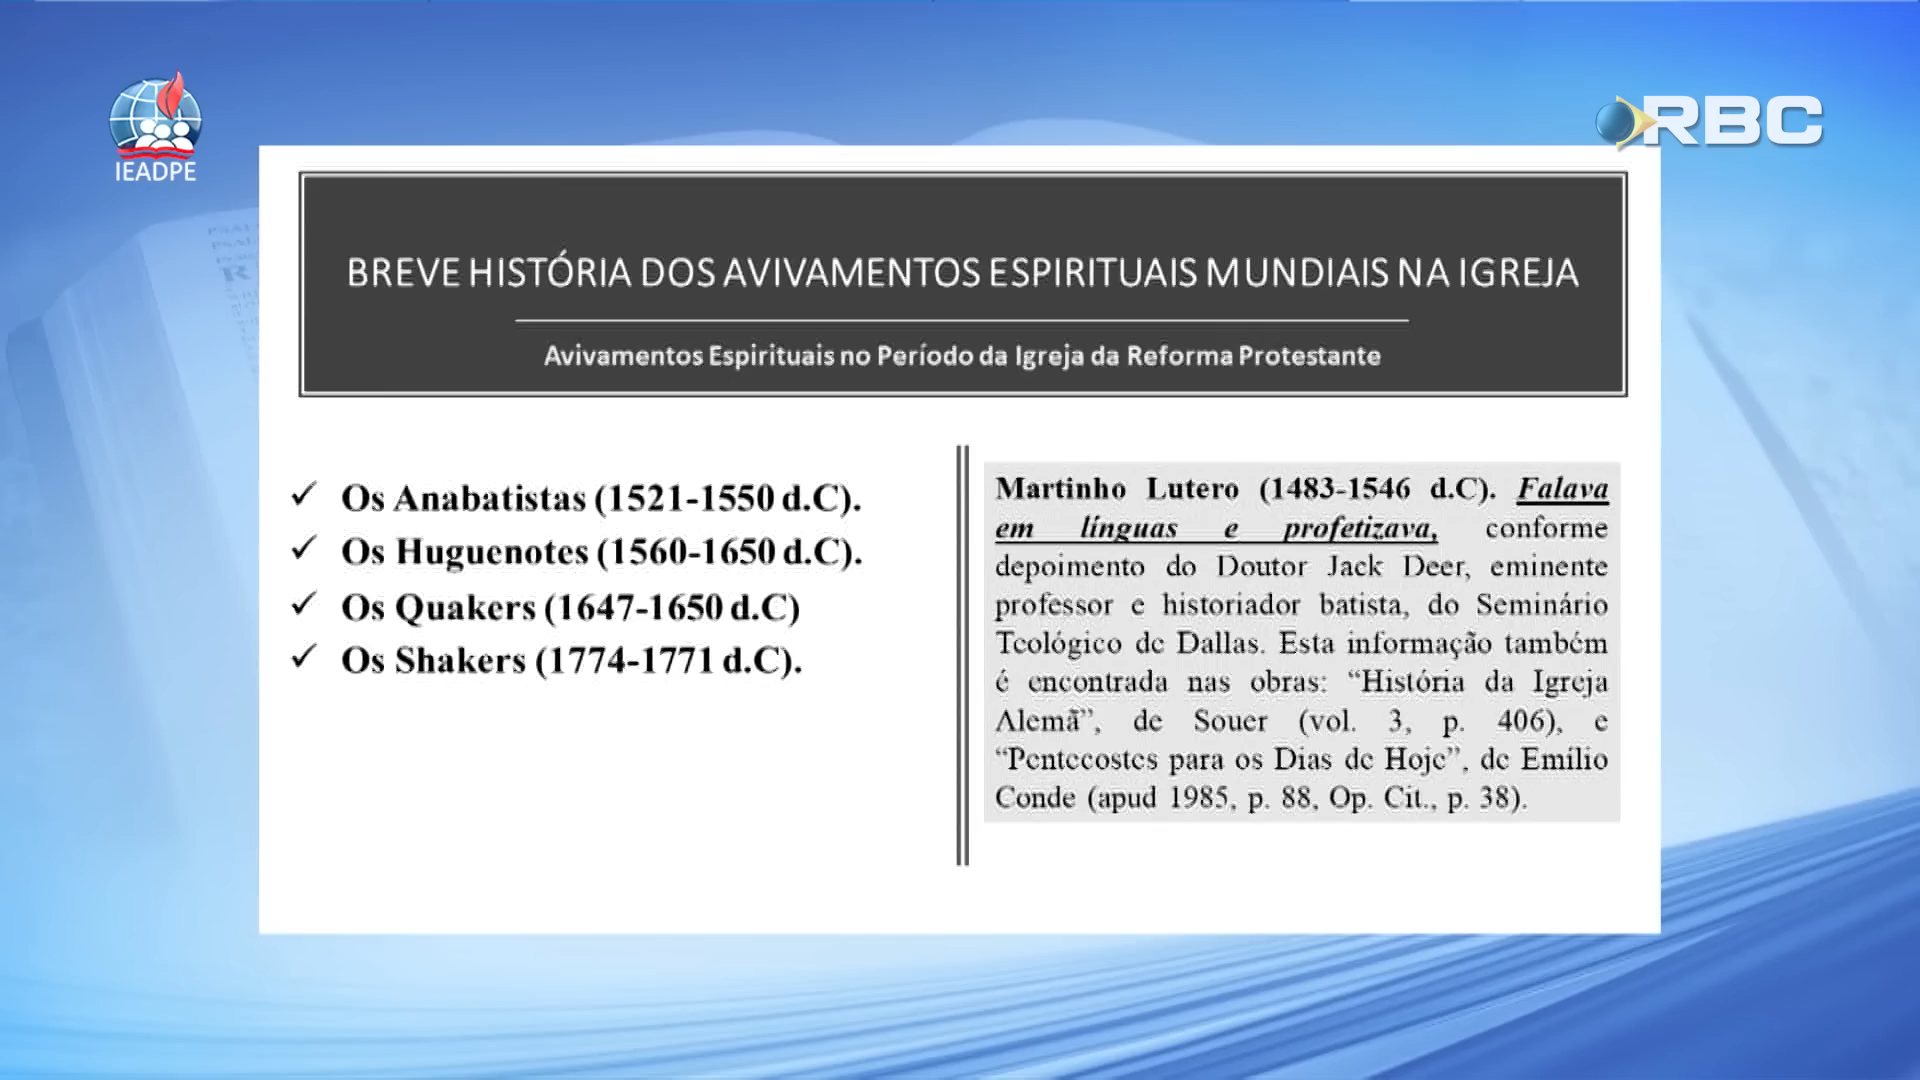 IEADPE
RBC
BREVE HISTÓRIA DOS AVIVAMENTOS ESPIRITUAIS MUNDIAIS NA IGREJA
Avivamentos Espirituais no Período da Igreja da Reforma Protestante
✓ Os Anabatistas (1521-1550 d.C).
✓ Os Huguenotes (1560-1650 d.C).
✓ Os Quakers (1647-1650 d.C)
✓ Os Shakers (1774-1771 d.C).
Martinho Lutero (1483-1546 d.C). Falava
em línguas e profetizava, conforme
depoimento do Doutor Jack Deer, eminente
professor e historiador batista, do Seminário
Teológico de Dallas. Esta informação também
é encontrada nas obras: “História da Igreja
Alemã”, de Souer (vol. 3, p. 406), e
“Pentecostes para os Dias de Hoje”, de Emílio
Conde (apud 1985, p. 88, Op. Cit., p. 38).